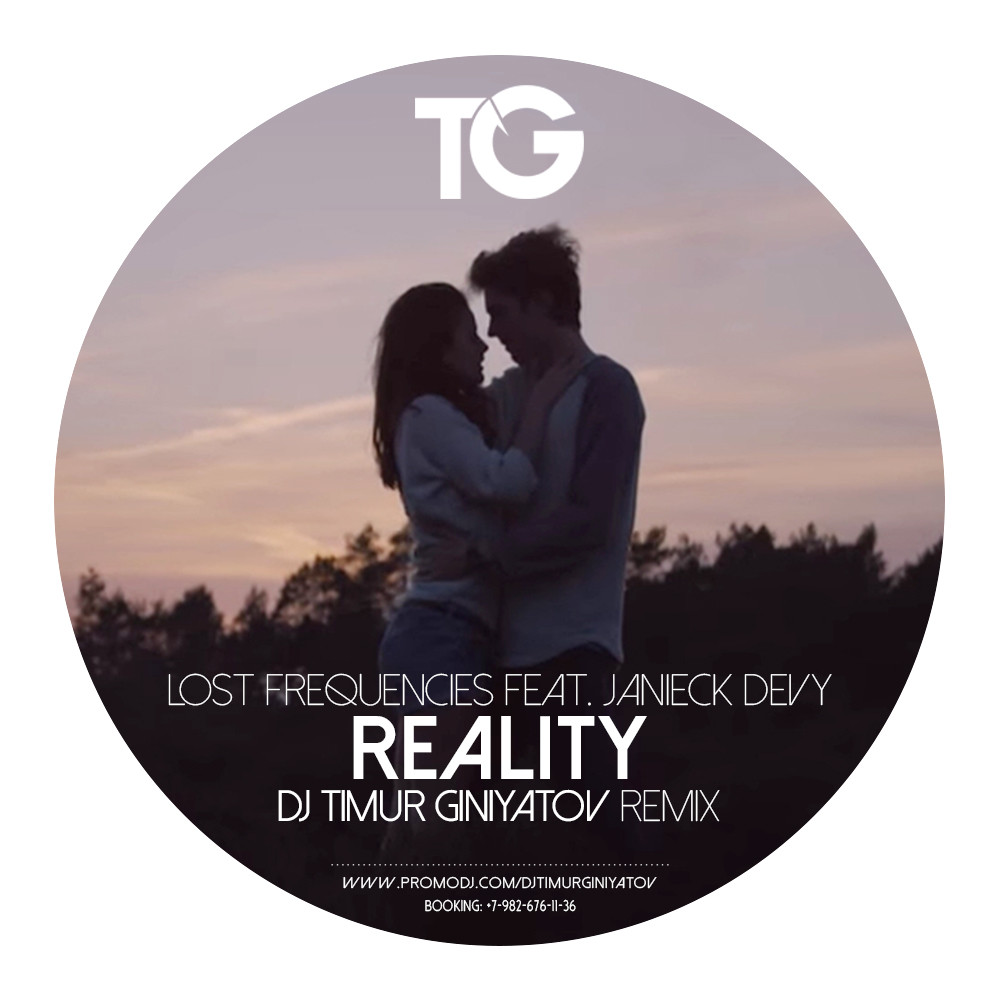 TG
LOST FREQUENCIES FEAT. JANIECK DEVY
REALITY
DJ TIMUR GINIYATOV REMIX
WWW.PROMODJ.COM/DJTIMURGINIYATOV
BOOKING: +7-982-676-11-36